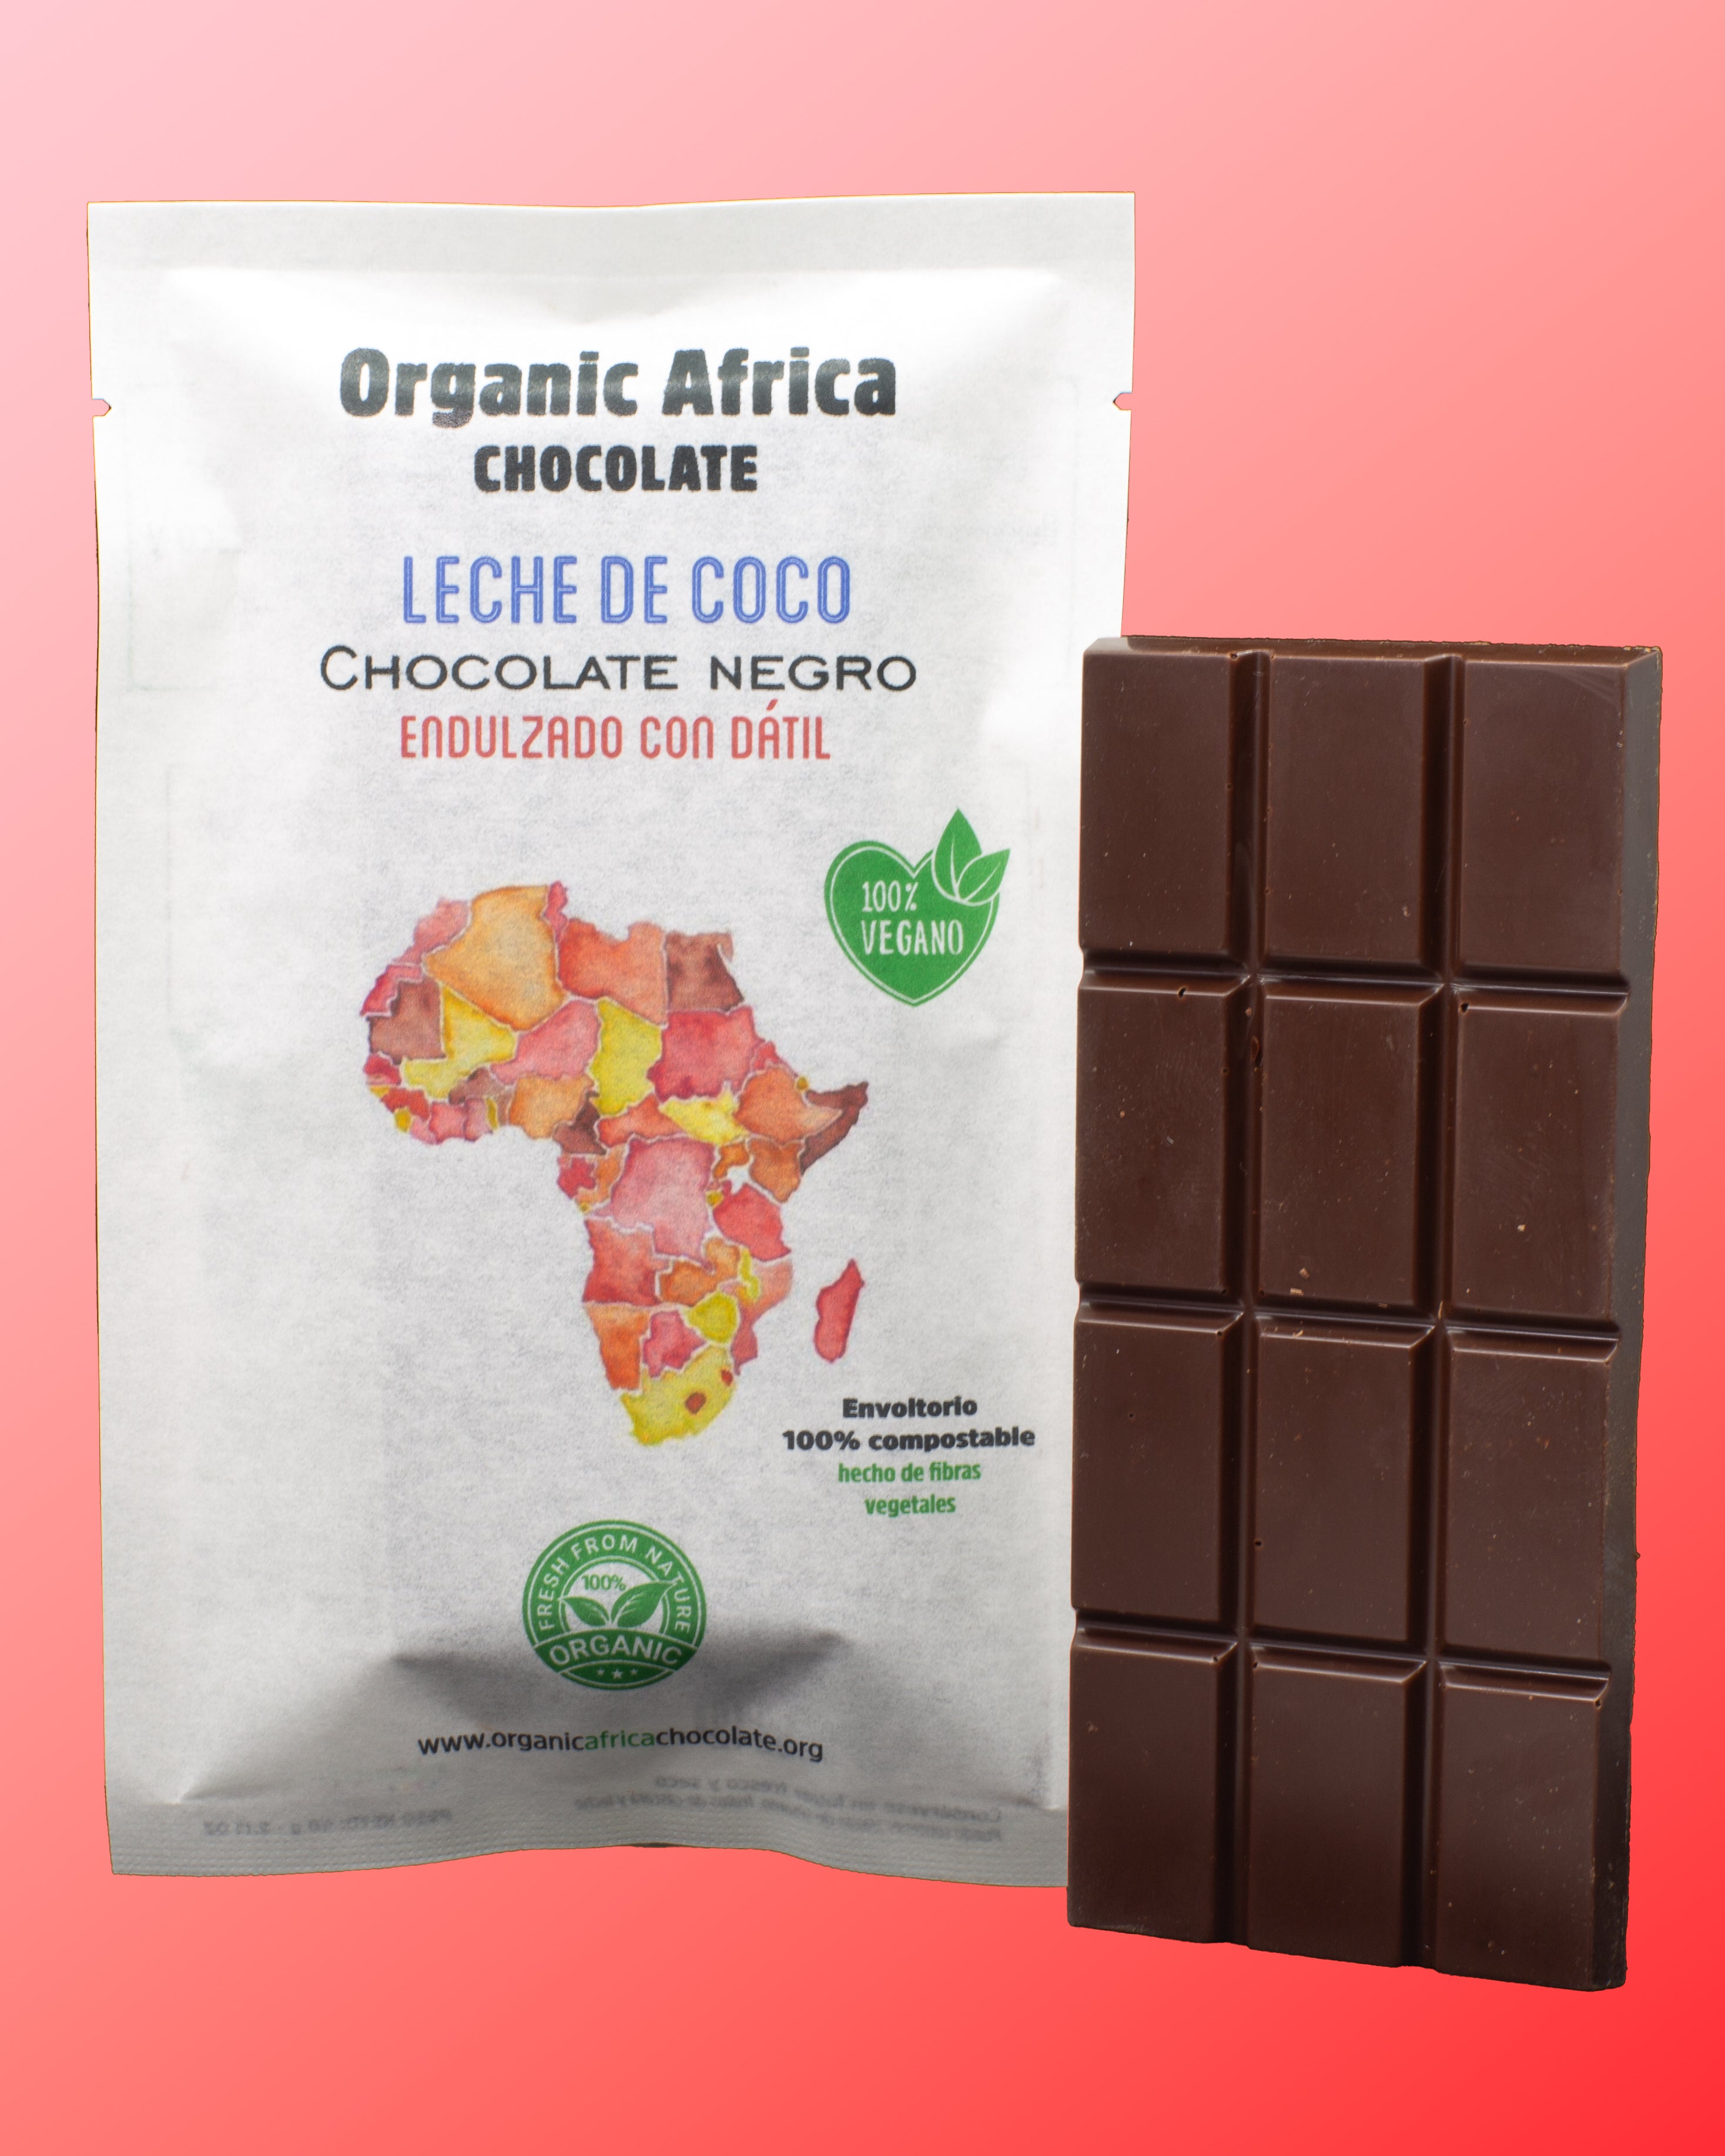 Organic Africa
CHOCOLATE
LECHE DE COCO
CHOCOLATE NEGRO
ENDULZADO CON DÁTIL
100%
VEGANO
Envoltorio
100% compostable
hecho de fibras
vegetales
FRESH FROM NATURE
100%
ORGANIC
www.organicafricachocolate.org